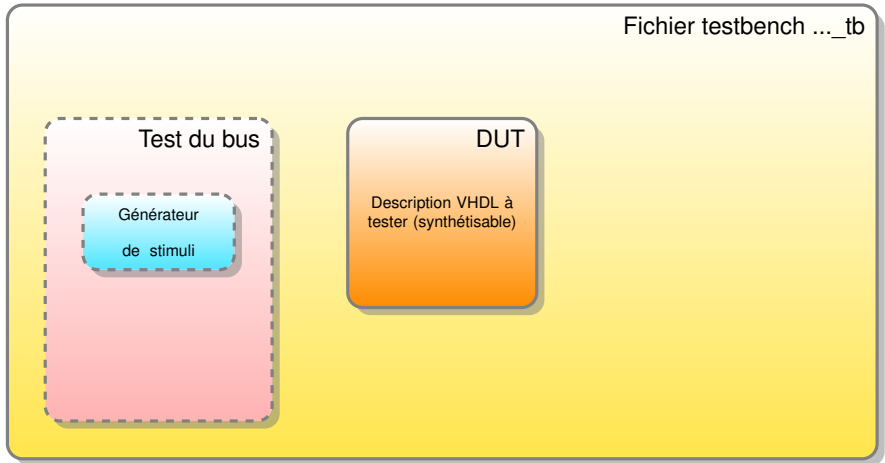 Fichier testbench ..._tb
Test du bus
Générateur
de stimuli
DUT
Description VHDL à
tester (synthétisable)